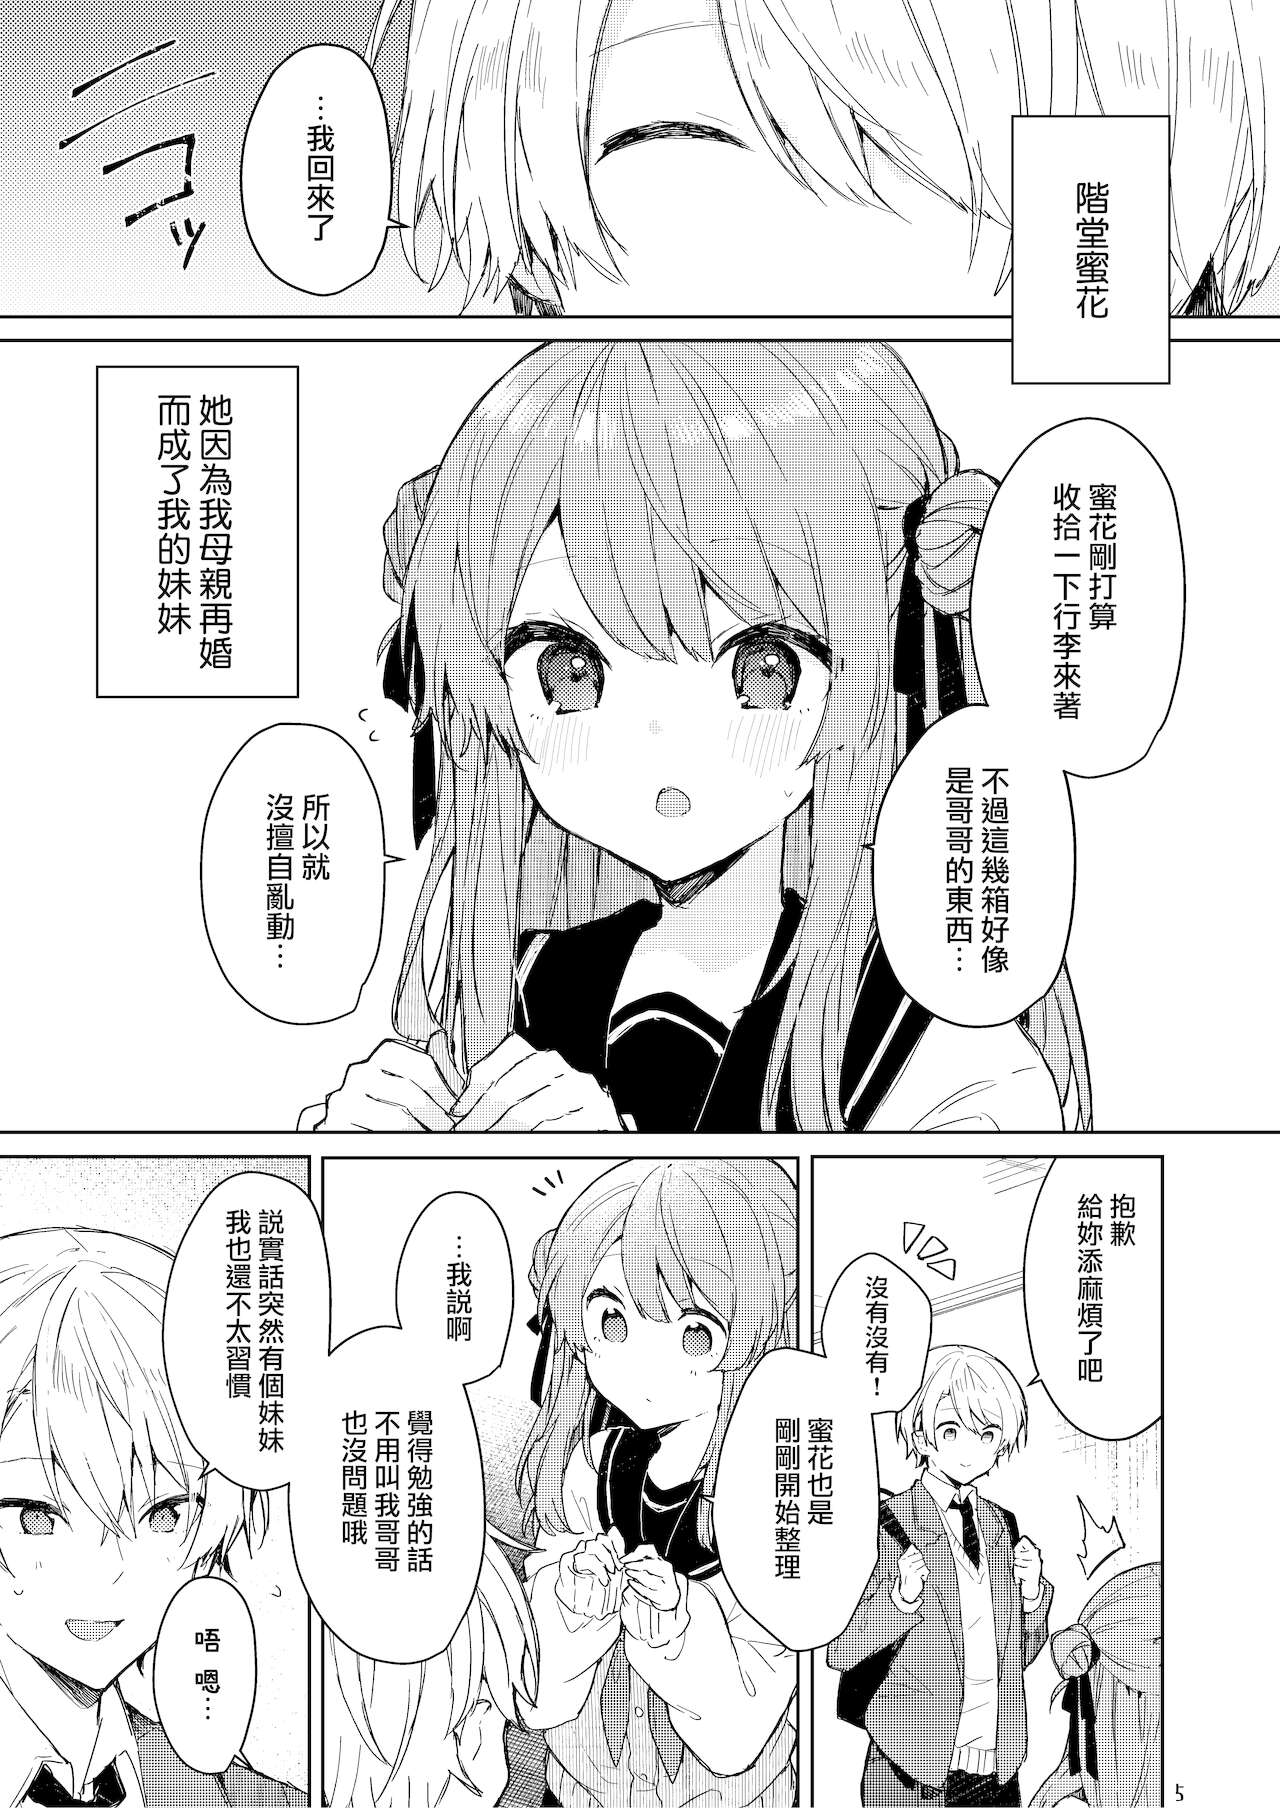 …我回來了
コッ
階堂蜜花
蜜花剛打算
收拾一下行李來著
不過這幾箱好像
是哥哥的東西…
她因為我母親再婚
而成了我的妹妹
所以就
沒擅自亂動…
抱歉
給妳添麻煩了吧
沒有沒有！
蜜花也是
剛剛開始整理
…我説啊
覺得勉強的話
不用叫我哥哥
也沒問題哦
説實話突然有個妹妹
我也還不太習慣
唔 嗯…
5